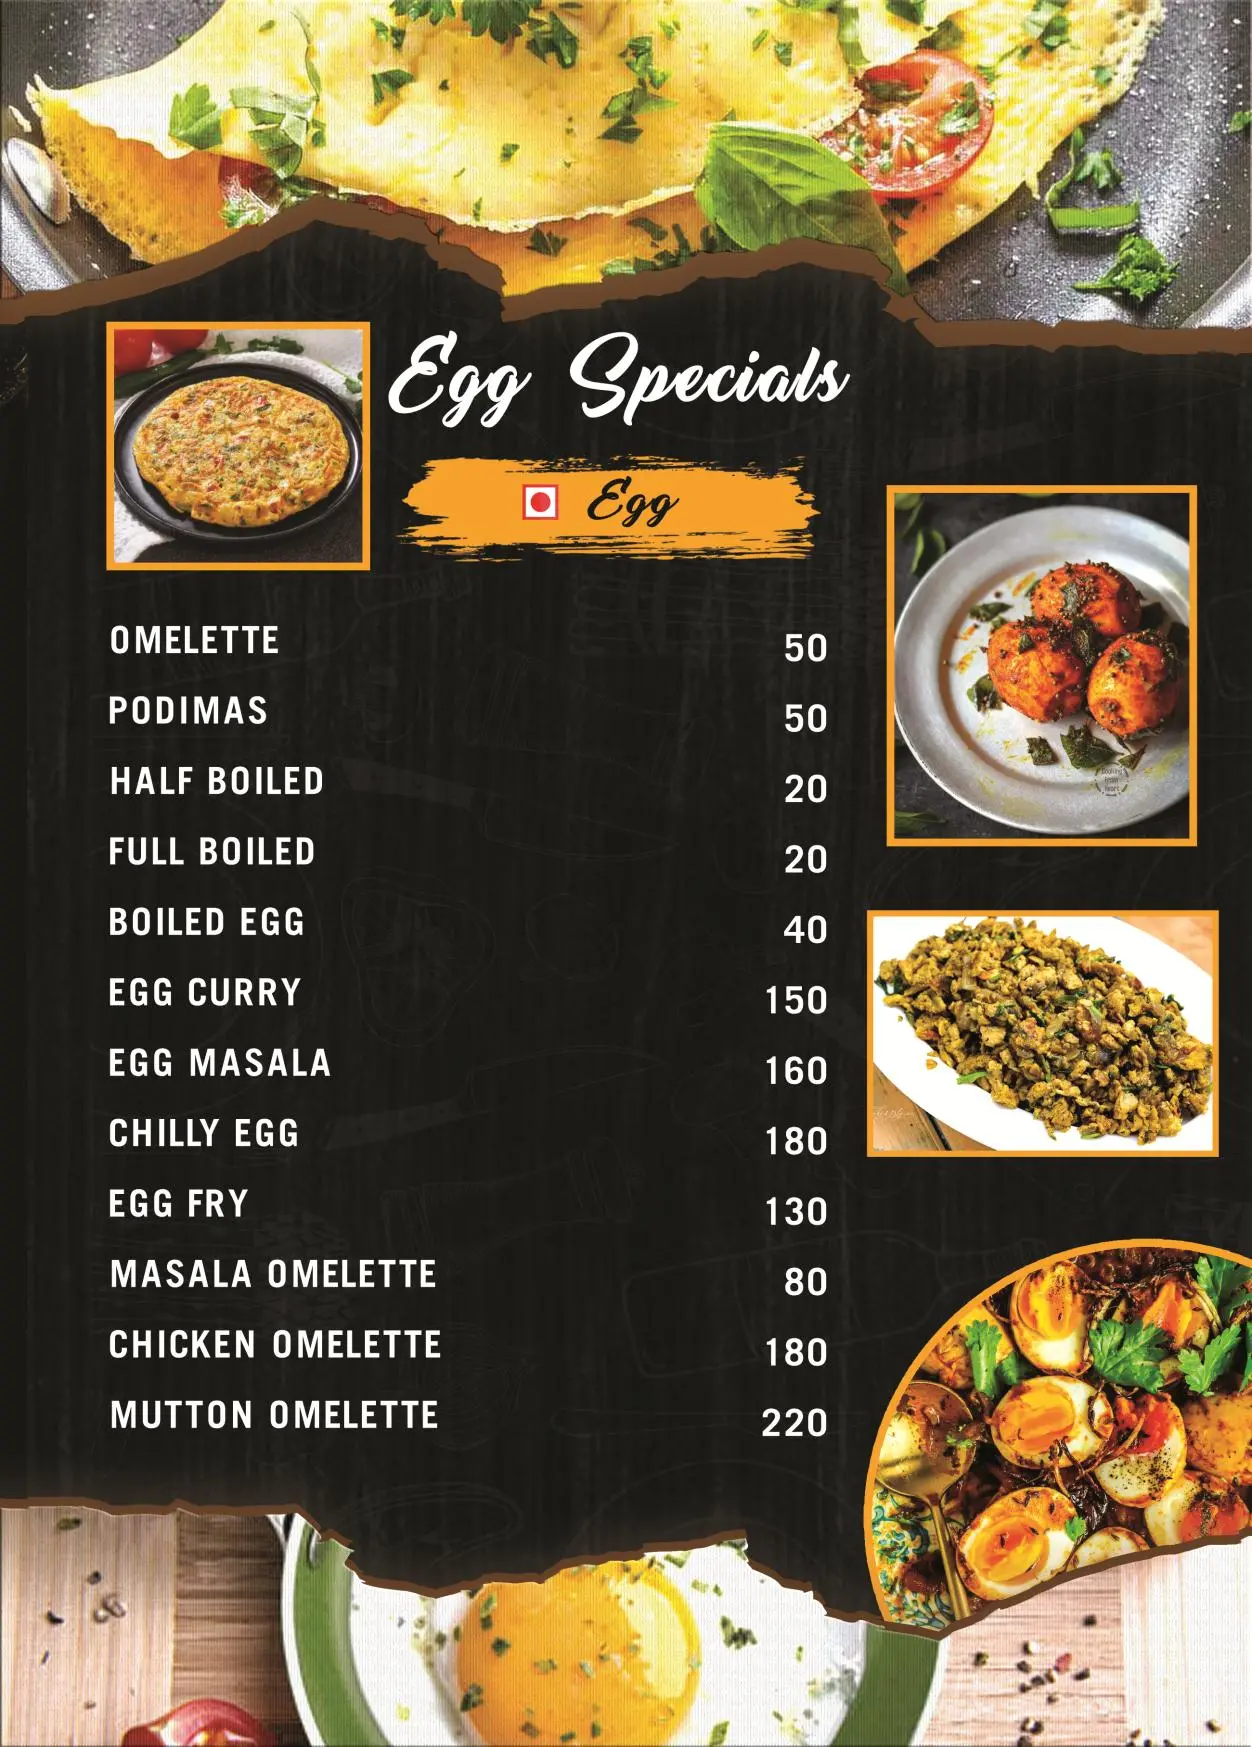 Egg Specials
Egg
OMELETTE 50
PODIMAS 50
HALF BOILED 20
FULL BOILED 20
BOILED EGG 40
EGG CURRY 150
EGG MASALA 160
CHILLY EGG 180
EGG FRY 130
MASALA OMELETTE 80
CHICKEN OMELETTE 180
MUTTON OMELETTE 220